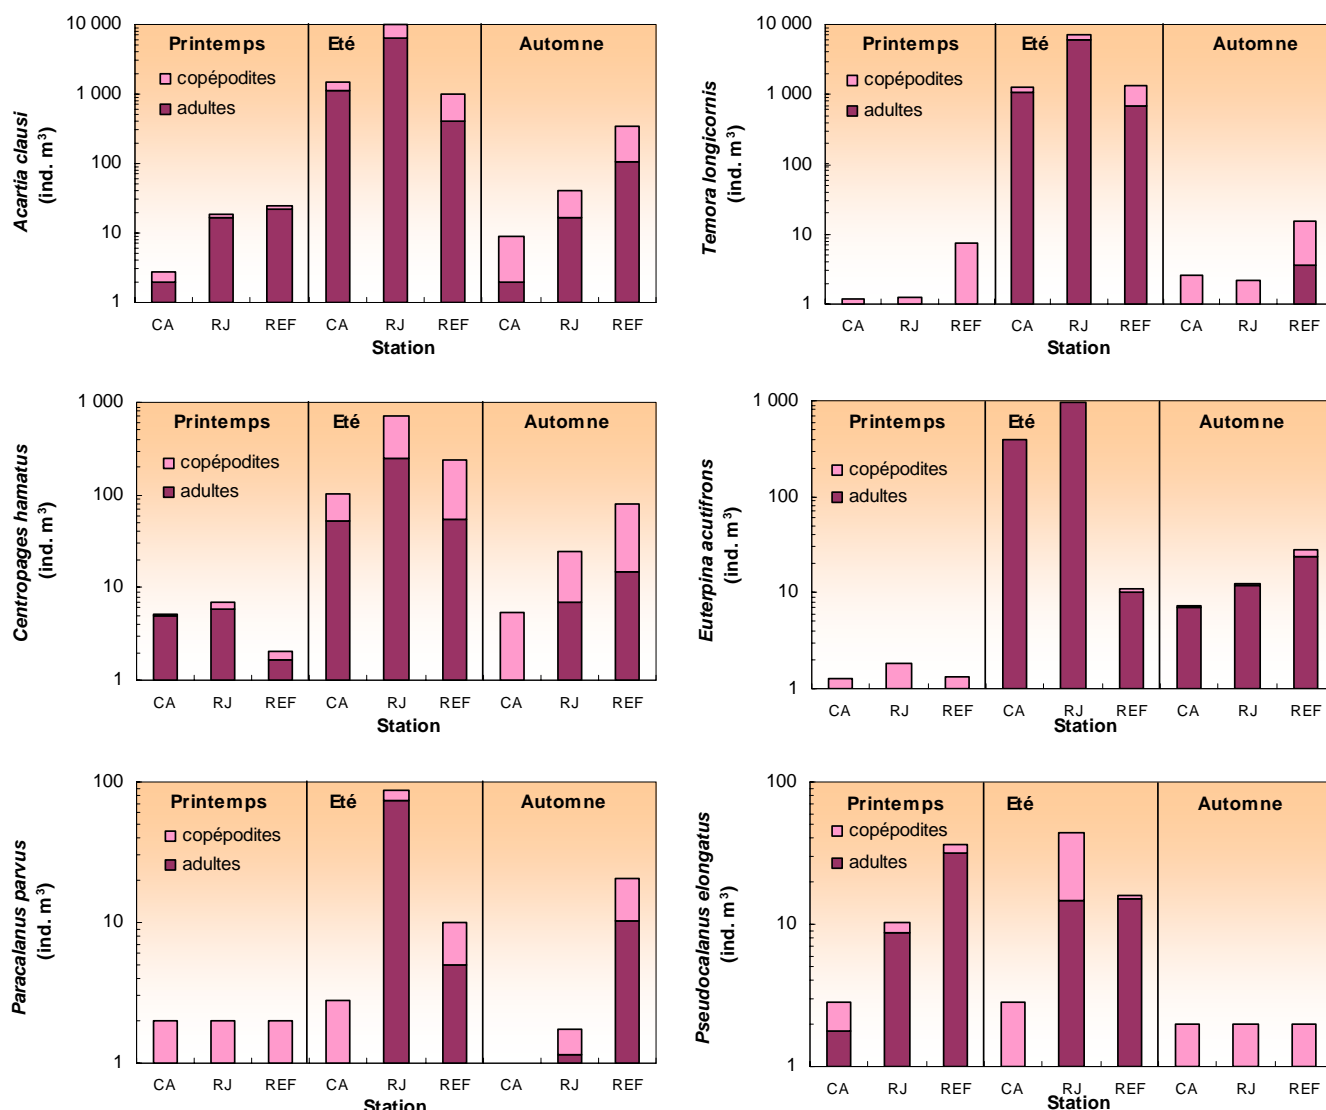 Acartia clausi
(ind. m³)
10 000
1 000
100
10
1
Printemps
Eté
Automne
copépodites
adultes
CA RJ REF CA RJ REF CA RJ REF
Station
Temora longicornis
(ind. m³)
10 000
1 000
100
10
1
Printemps
Eté
Automne
copépodites
adultes
CA RJ REF CA RJ REF CA RJ REF
Station
Centropages hamatus
(ind. m³)
1 000
100
10
1
Printemps
Eté
Automne
copépodites
adultes
CA RJ REF CA RJ REF CA RJ REF
Station
Euterpina acutifrons
(ind. m³)
1 000
100
10
1
Printemps
Eté
Automne
copépodites
adultes
CA RJ REF CA RJ REF CA RJ REF
Station
Paracalanus parvus
(ind. m³)
100
10
1
Printemps
Eté
Automne
copépodites
adultes
CA RJ REF CA RJ REF CA RJ REF
Station
Pseudocalanus elongatus
(ind. m³)
100
10
1
Printemps
Eté
Automne
copépodites
adultes
CA RJ REF CA RJ REF CA RJ REF
Station